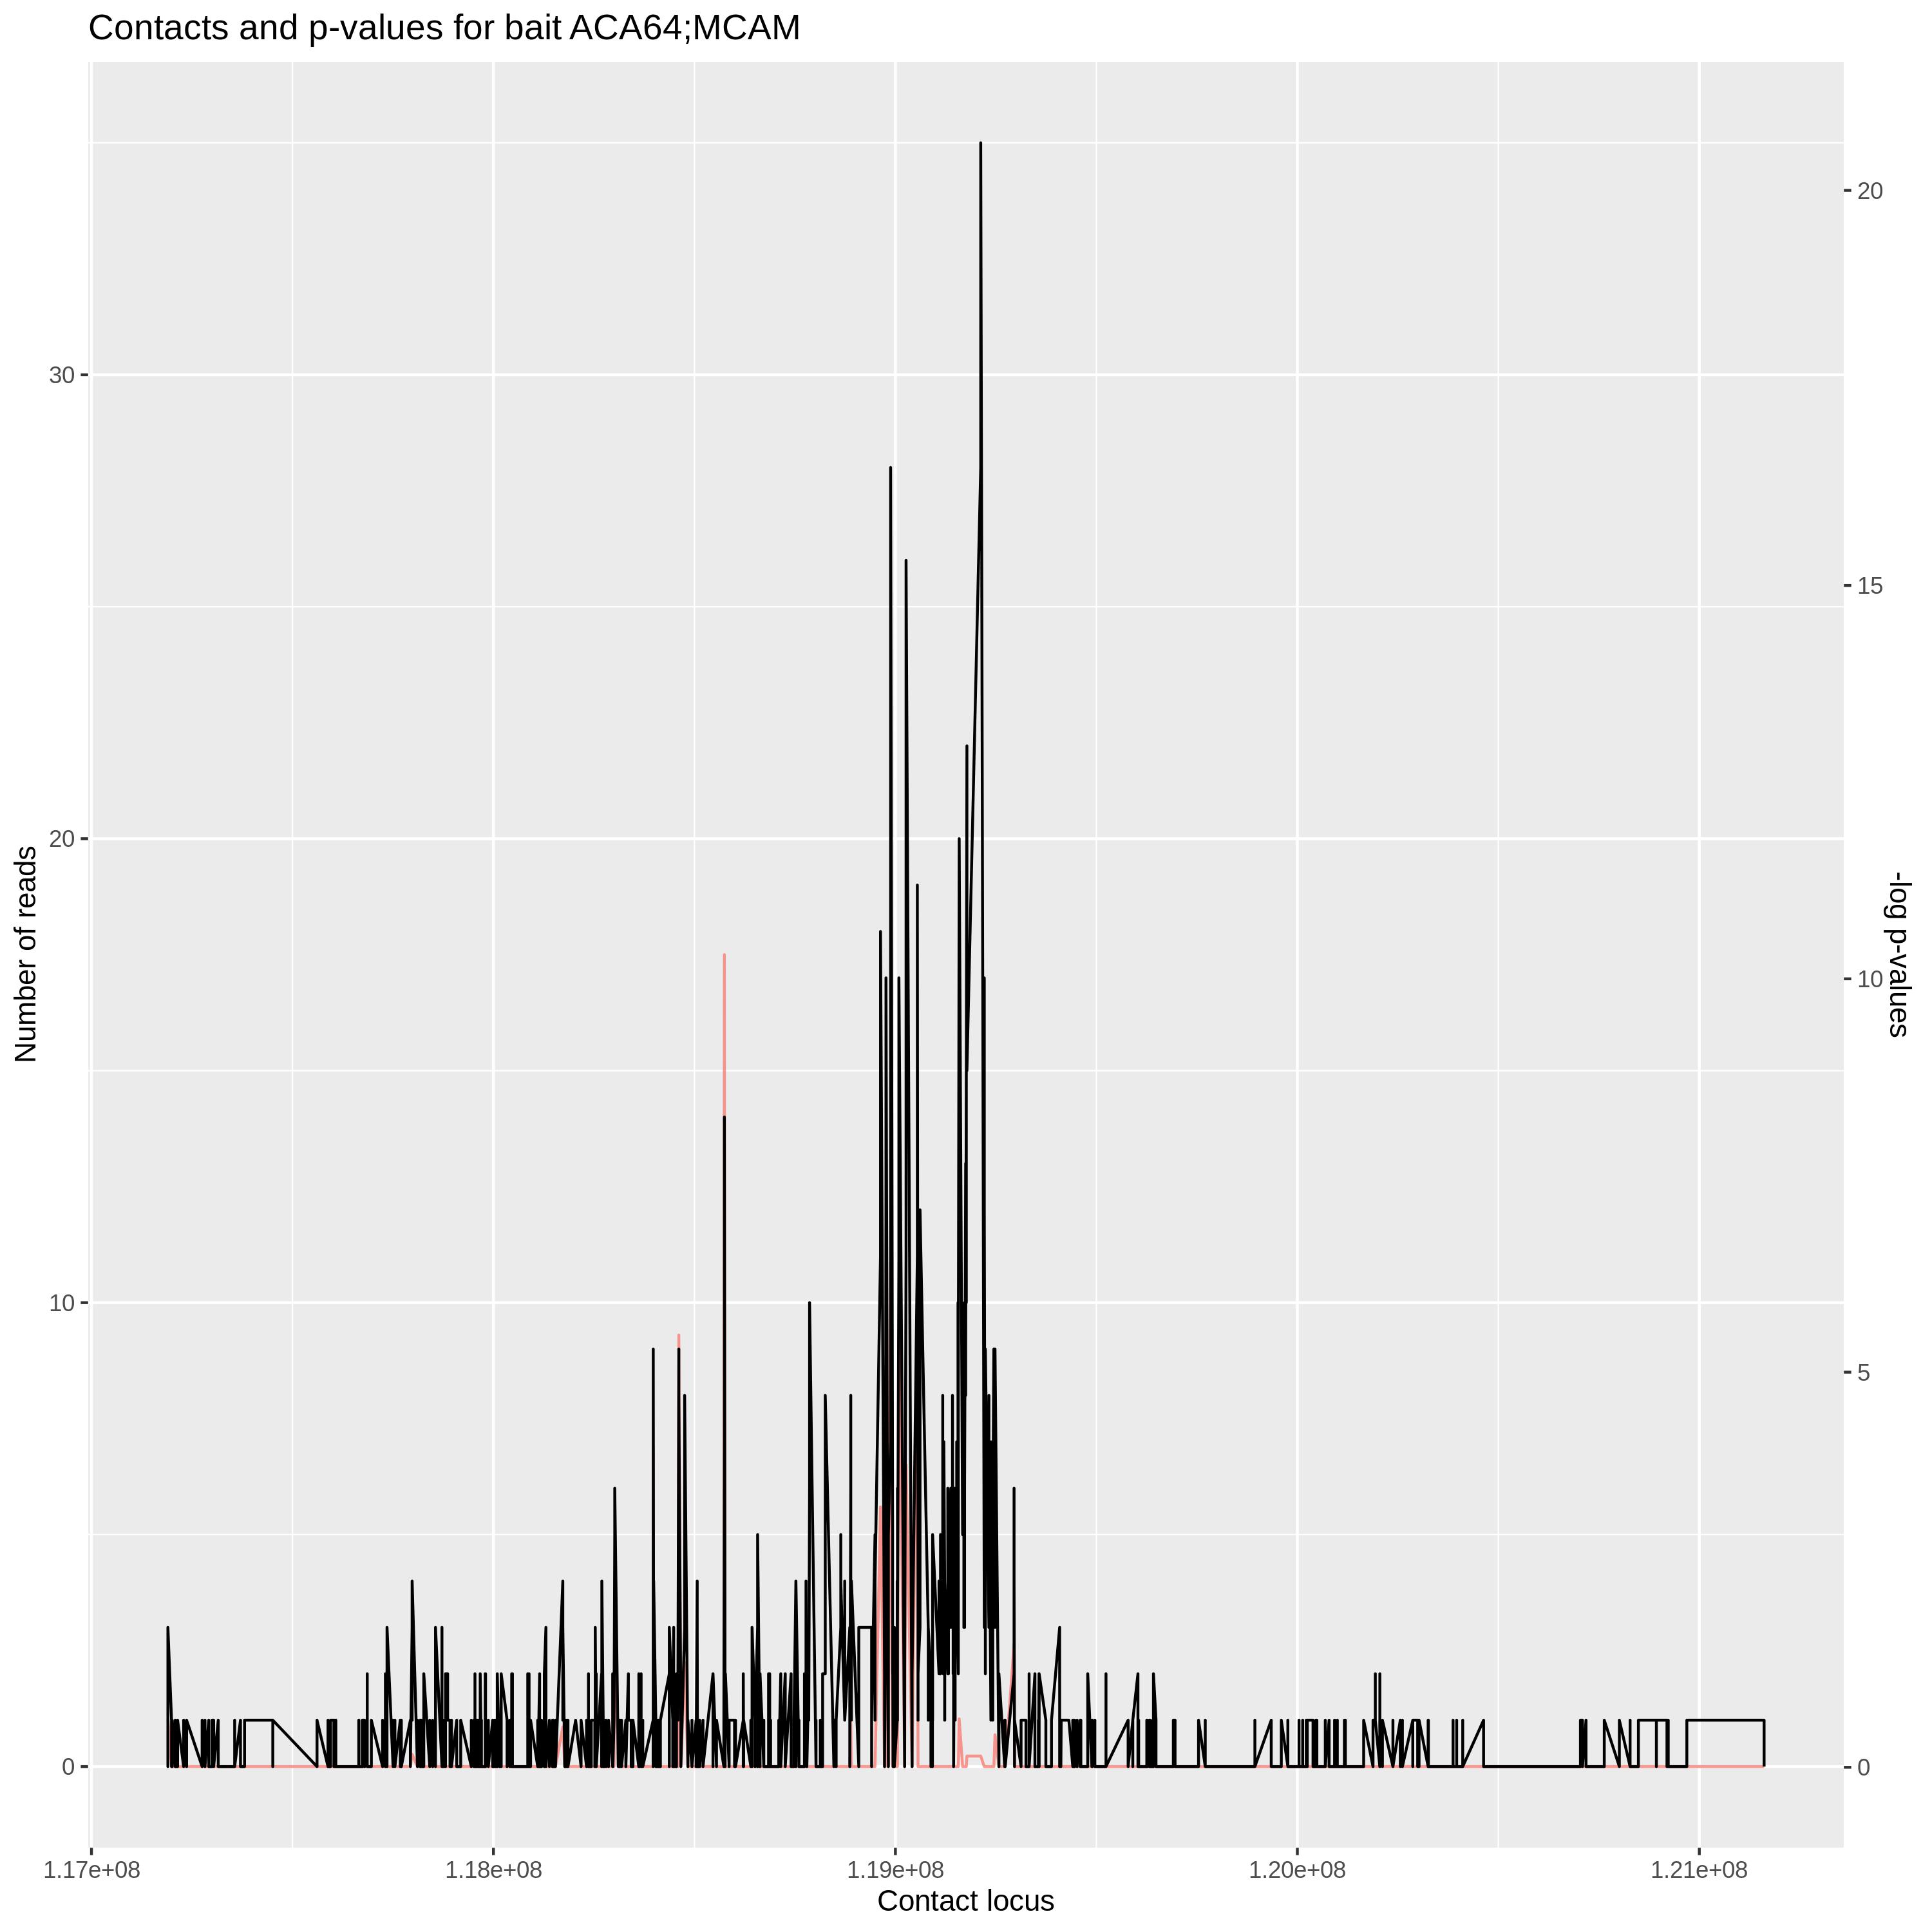 Contacts and p-values for bait ACA64;MCAM
Number of reads
30
20
10
0
20
15
10
5
0
-log p-values
1.17e+08
1.18e+08
1.19e+08
1.20e+08
1.21e+08
Contact locus